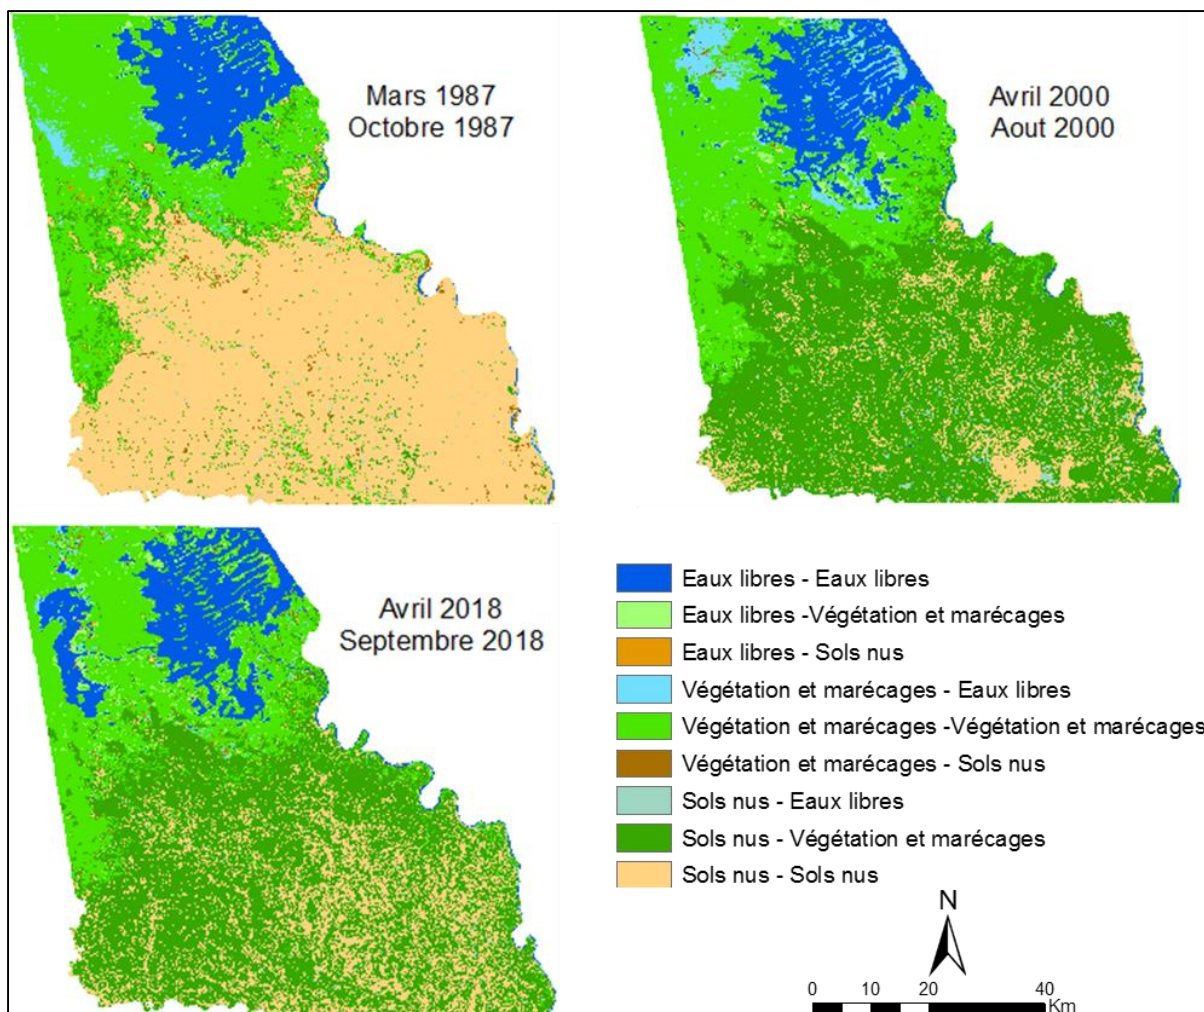 Mars 1987
Octobre 1987
Avril 2000
Aout 2000
Avril 2018
Septembre 2018
Eaux libres - Eaux libres
Eaux libres -Végétation et marécages
Eaux libres - Sols nus
Végétation et marécages - Eaux libres
Végétation et marécages -Végétation et marécages
Végétation et marécages - Sols nus
Sols nus - Eaux libres
Sols nus - Végétation et marécages
Sols nus - Sols nus
N
0 10 20 40
Km